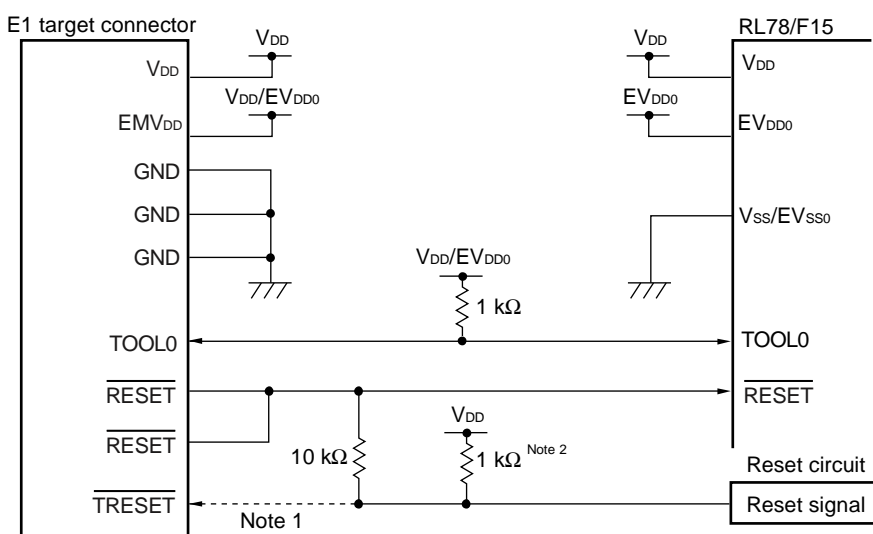 E1 target connector
RL78/F15
VDD
VDD
VDD
VDD
VDD/EVDD0
EVDD0
EMVDD
EVDD0
GND
GND
VSS/EVSS0
GND
VDD/EVDD0
1 kΩ
TOOL0
TOOL0
RESET
RESET
VDD
RESET
10 kΩ
1 kΩ Note 2
Reset circuit
TRESET
Note 1
Reset signal